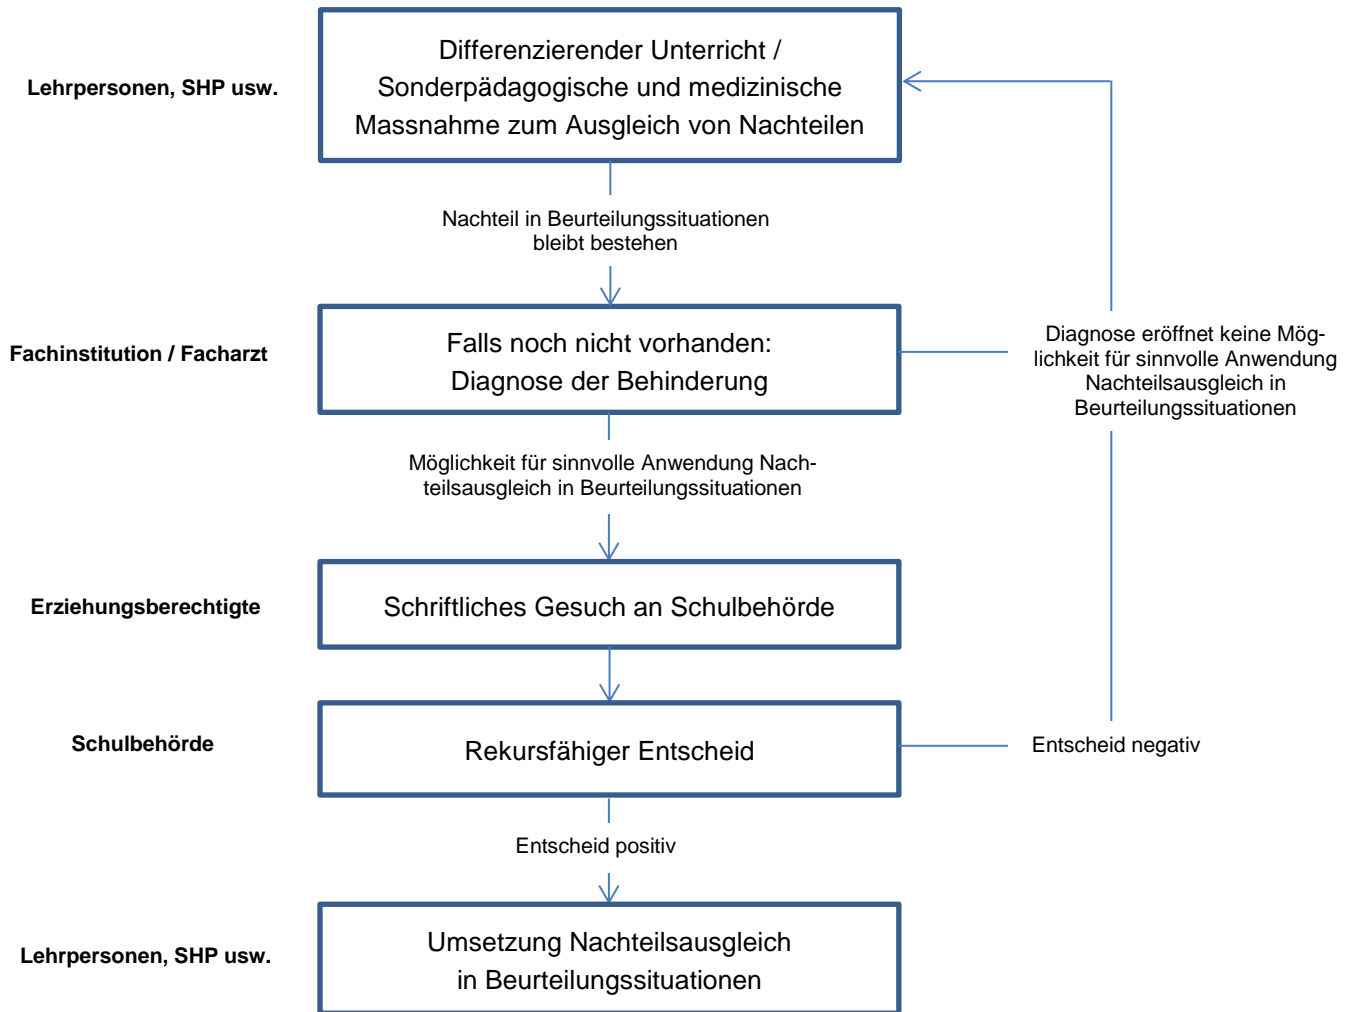 Differenzierender Unterricht /
Lehrpersonen, SHP usw.
Sonderpädagogische und medizinische
Massnahme zum Ausgleich von Nachteilen
Nachteil in Beurteilungssituationen
bleibt bestehen
Fachinstitution / Facharzt
Falls noch nicht vorhanden:
Diagnose der Behinderung
Diagnose eröffnet keine Mög-
lichkeit für sinnvolle Anwendung
Nachteilsausgleich in
Beurteilungssituationen
Möglichkeit für sinnvolle Anwendung Nach-
teilsausgleich in Beurteilungssituationen
Erziehungsberechtigte
Schriftliches Gesuch an Schulbehörde
Schulbehörde
Rekursfähiger Entscheid
Entscheid negativ
Entscheid positiv
Lehrpersonen, SHP usw.
Umsetzung Nachteilsausgleich
in Beurteilungssituationen